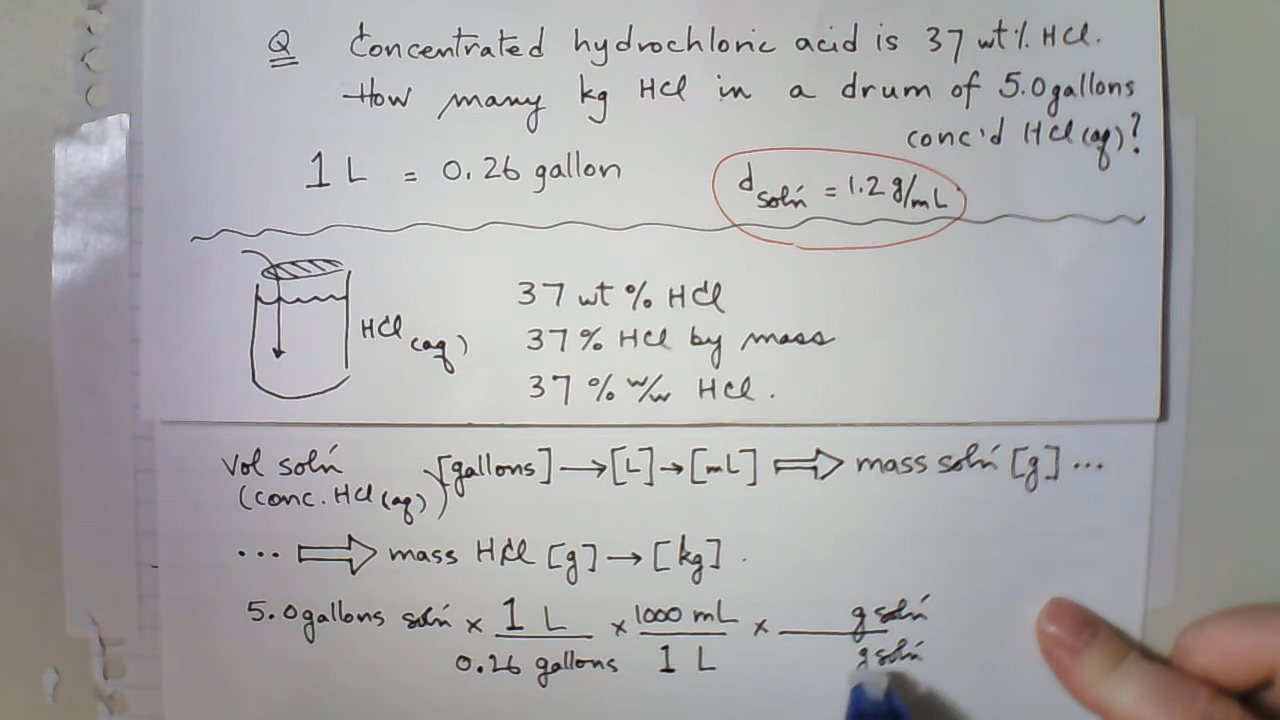 Q Concentrated hydrochloric acid is 37 wt% HCl.
How many kg HCl in a drum of 5.0 gallons
conc'd HCl (aq)?
1 L = 0.26 gallon
d soln = 1.2 g/mL
HCl (aq)
37 wt % HCl
37% HCl by mass
37 % w/w HCl.
vol soln [gallons] → [L] → [mL] ⇒ mass soln [g] ...
(conc. HCl (aq))
... ⇒ mass HCl [g] → [kg].
5.0 gallons soln × 1 L × 1000 mL × g soln
0.26 gallons 1 L g soln